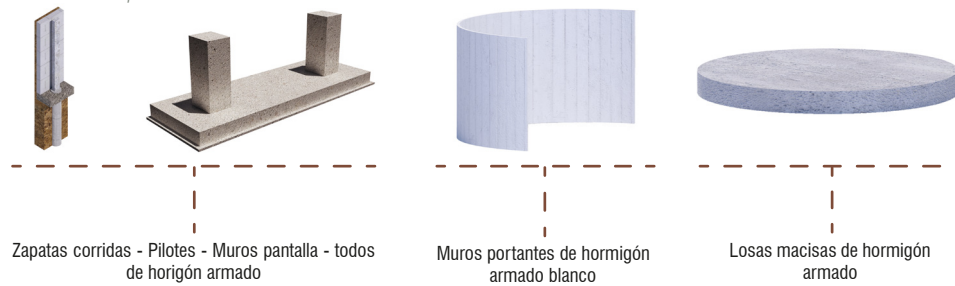 Zapatas corridas - Pilotes - Muros pantalla - todos
de horigón armado
Muros portantes de hormigón
armado blanco
Losas macisas de hormigón
armado